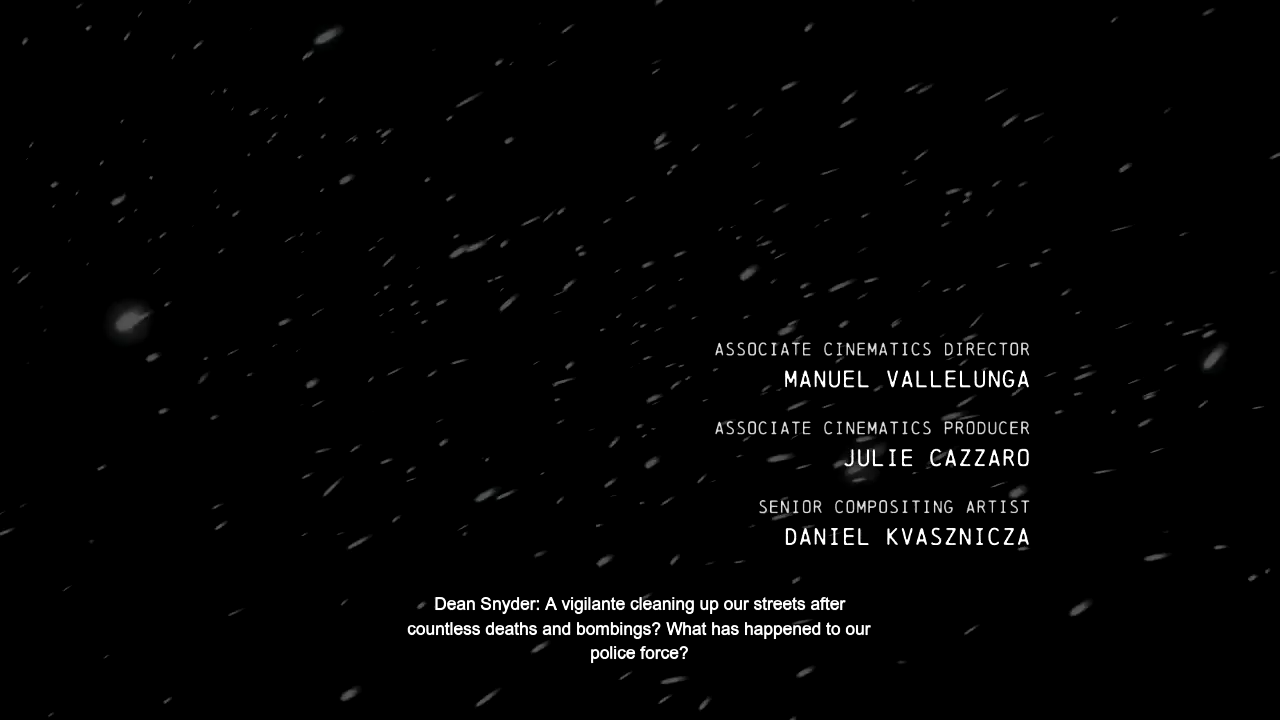 ASSOCIATE CINEMATICS DIRECTOR
MANUEL VALLELUNGA
ASSOCIATE CINEMATICS PRODUCER
JULIE CAZZARO
SENIOR COMPOSITING ARTIST
DANIEL KVASZNICZA
Dean Snyder: A vigilante cleaning up our streets after
countless deaths and bombings? What has happened to our
police force?